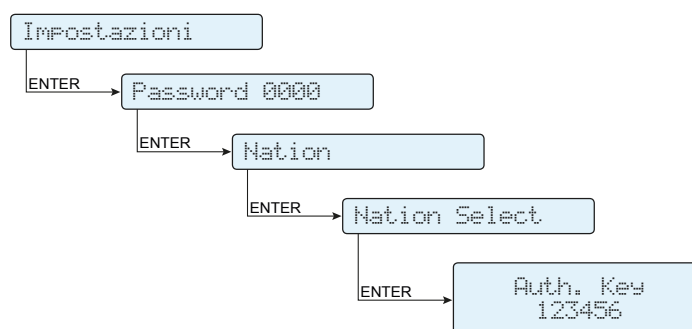 Impostazioni
ENTER
Password 0000
ENTER
Nation
ENTER
Nation Select
ENTER
Auth. Key
123456